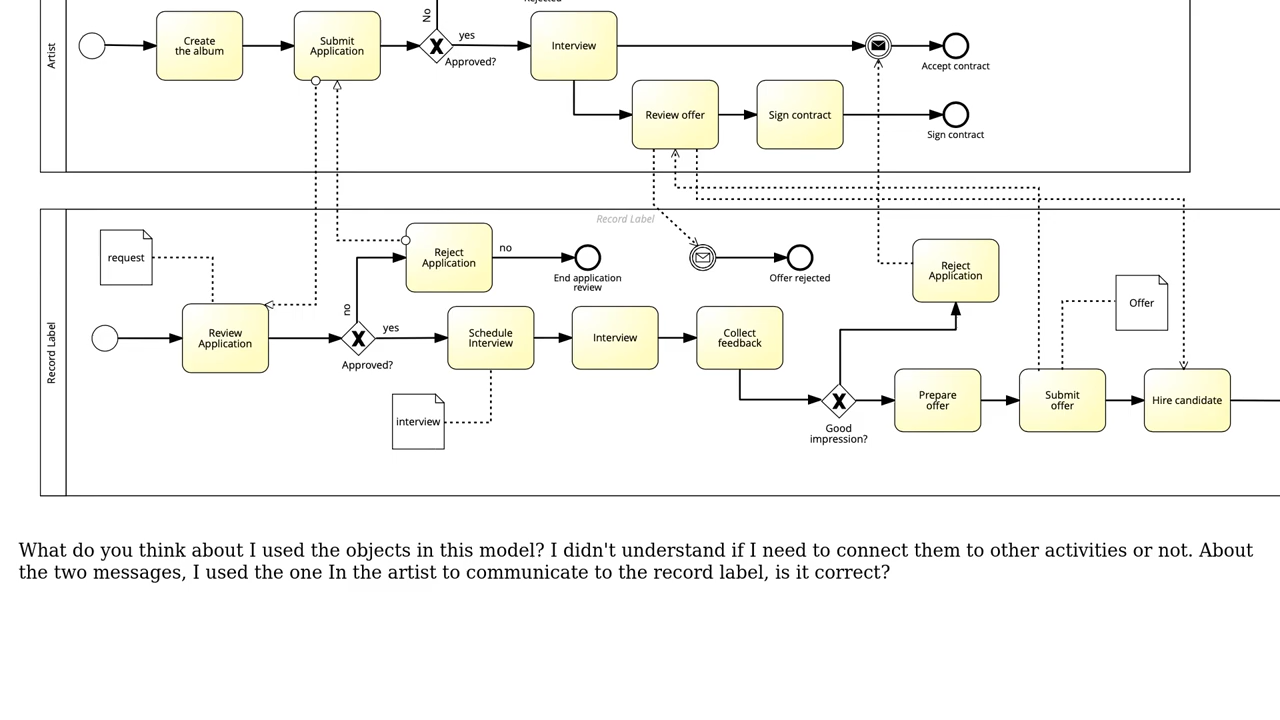 Rejected
No
Artist
Create
the album
Submit
Application
yes
Approved?
Interview
Accept contract
Review offer
Sign contract
Sign contract
Record Label
Record Label
request
Reject
Application
no
End application
review
Offer rejected
Reject
Application
Offer
no
Review
Application
yes
Approved?
Schedule
Interview
Interview
Collect
feedback
interview
Good
impression?
Prepare
offer
Submit
offer
Hire candidate
What do you think about I used the objects in this model? I didn't understand if I need to connect them to other activities or not. About
the two messages, I used the one In the artist to communicate to the record label, is it correct?